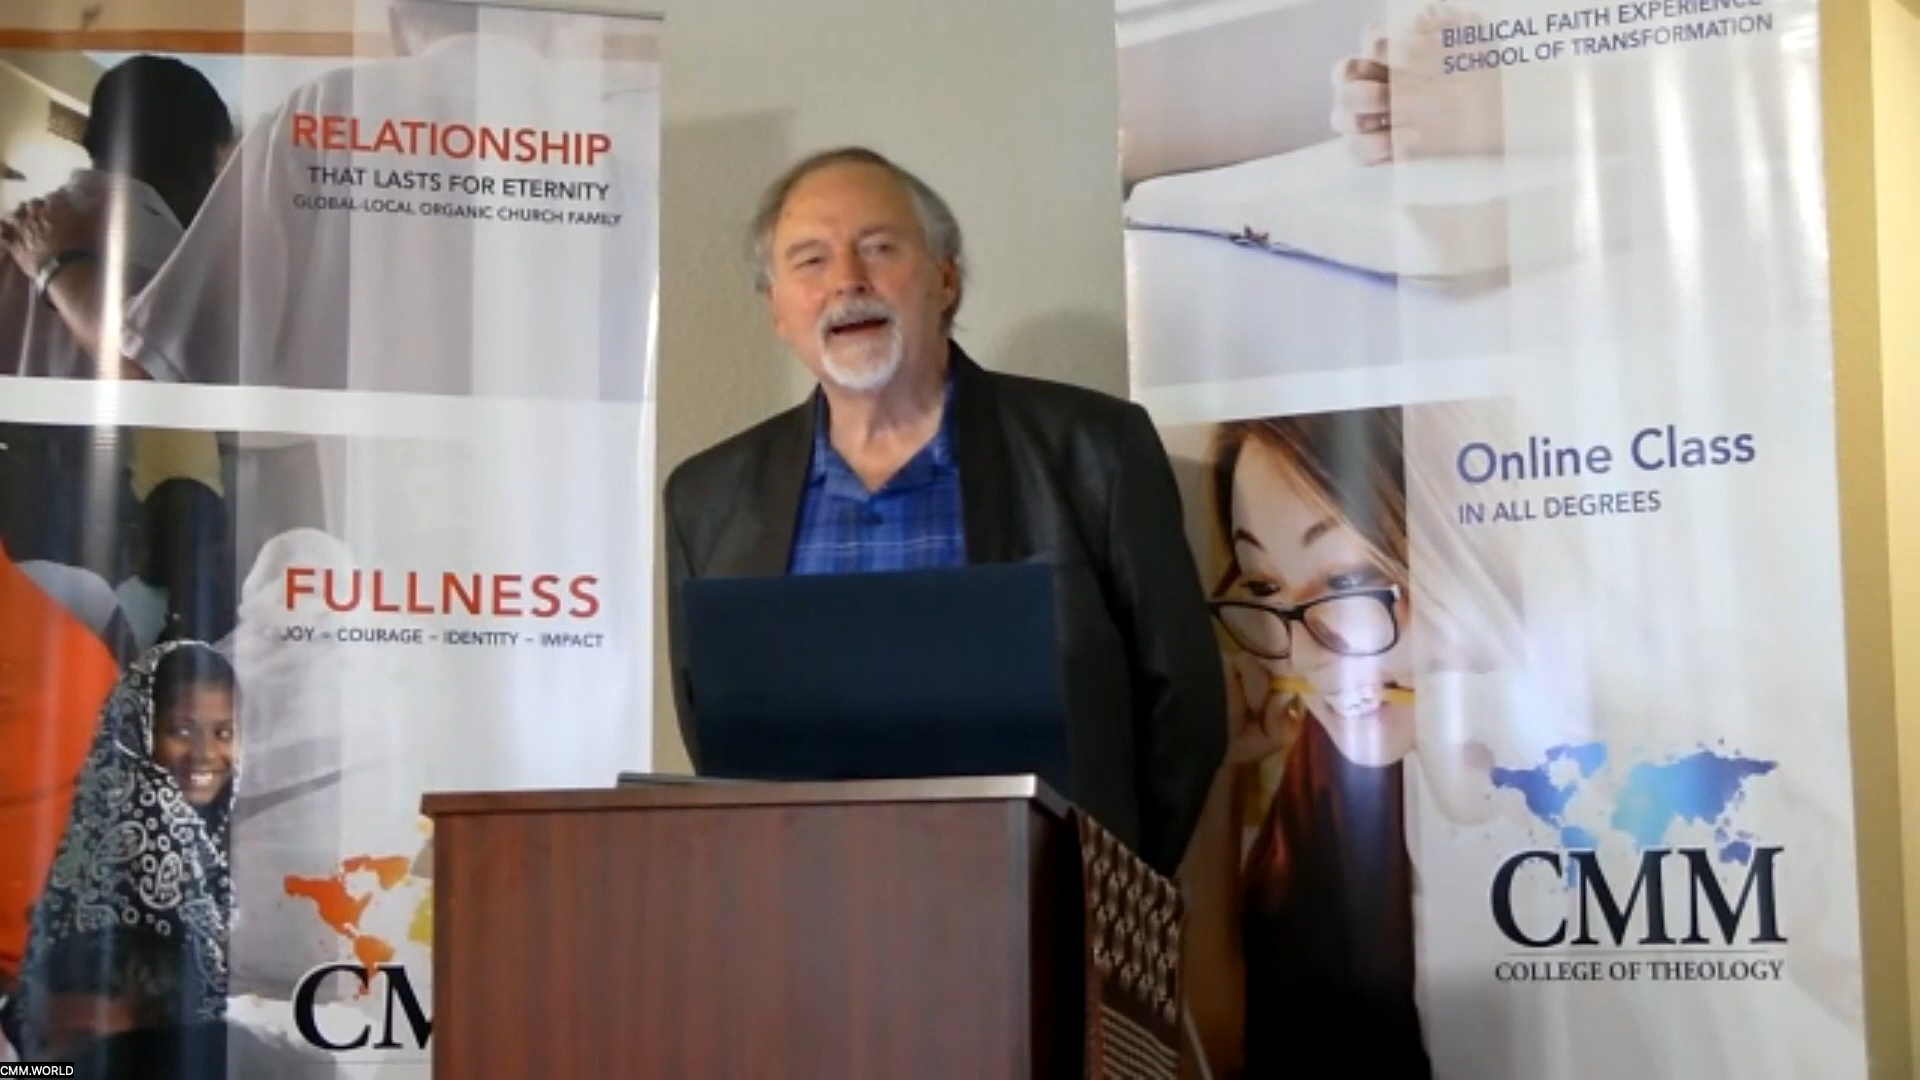 RELATIONSHIP
THAT LASTS FOR ETERNITY
GLOBAL-LOCAL ORGANIC CHURCH FAMILY
FULLNESS
JOY – COURAGE – IDENTITY – IMPACT
CM
BIBLICAL FAITH EXPERIENCE
SCHOOL OF TRANSFORMATION
Online Class
IN ALL DEGREES
CMM
COLLEGE OF THEOLOGY
CMM.WORLD